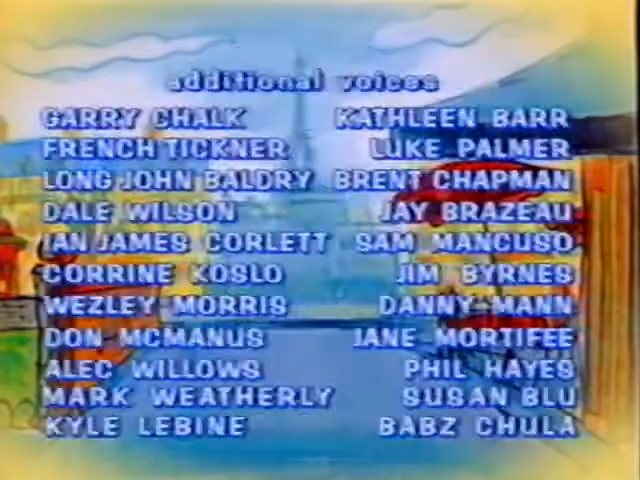 additional voices
GARRY CHALK KATHLEEN BARR
FRENCH TICKNER LUKE PALMER
LONG JOHN BALDRY BRENT CHAPMAN
DALE WILSON JAY BRAZEAU
IAN JAMES CORLETT SAM MANCUSO
CORRINE KOSLO JIM BYRNES
WEZLEY MORRIS DANNY MANN
DON MCMANUS JANE MORTIFEE
ALEC WILLOWS PHIL HAYES
MARK WEATHERLY SUSAN BLU
KYLE LEBINE BABZ CHULA